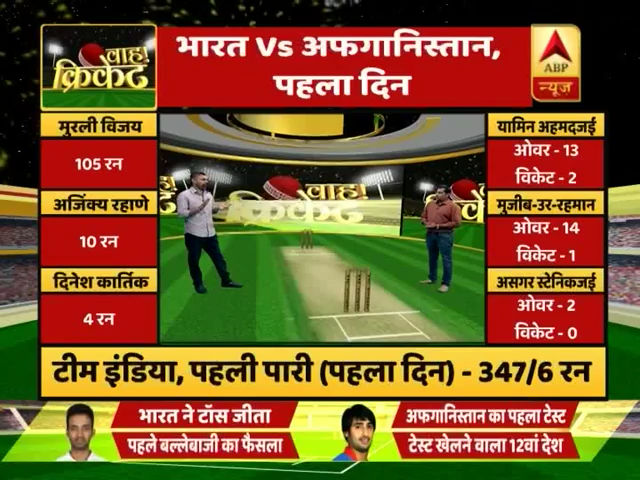 वाह!
क्रिकेट
भारत Vs अफगानिस्तान,
पहला दिन
ABP
न्यूज़
मुरली विजय
105 रन
अजिंक्य रहाणे
10 रन
दिनेश कार्तिक
4 रन
वाह!
क्रिकेट
यामिन अहमदजई
ओवर - 13
विकेट - 2
मुजीब-उर-रहमान
ओवर - 14
विकेट - 1
असगर स्टेनिकजई
ओवर - 2
विकेट - 0
टीम इंडिया, पहली पारी (पहला दिन) - 347/6 रन
भारत ने टॉस जीता
पहले बल्लेबाजी का फैसला
अफगानिस्तान का पहला टेस्ट
टेस्ट खेलने वाला 12वां देश